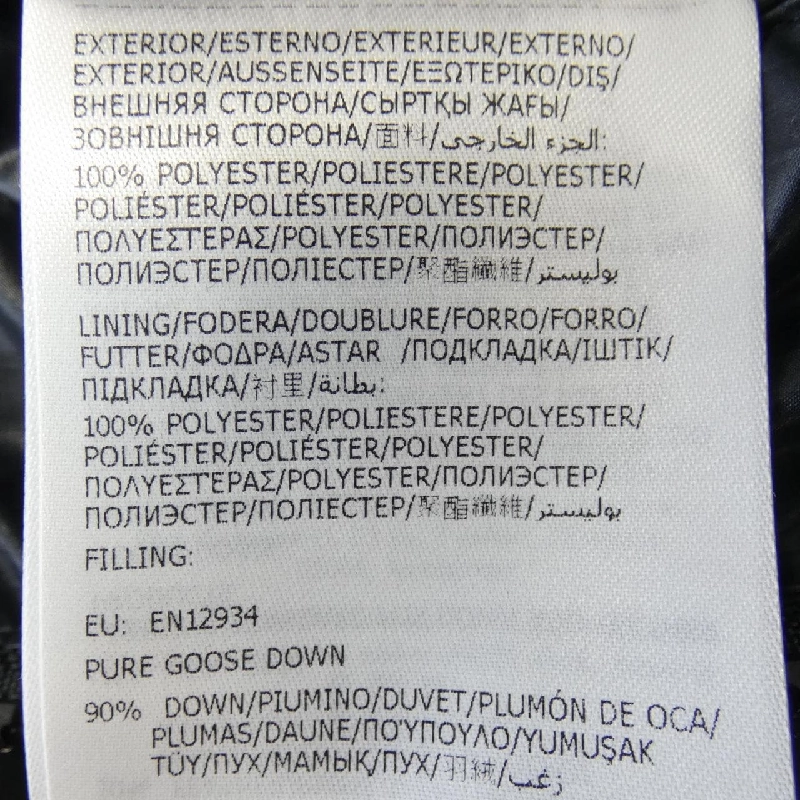 EXTERIOR/ESTERNO/EXTERIEUR/EXTERNO/
EXTERIOR/AUSSENSEITE/ΕΞΩΤΕΡΙΚΟ/DIŞ/
ВНЕШНЯЯ СТОРОНА/СЫРТҚЫ ЖАҒЫ/
ЗОВНІШНЯ СТОРОНА/面料/الجزء الخارجى:
100% POLYESTER/POLIESTERE/POLYESTER/
POLIÉSTER/POLIÉSTER/POLYESTER/
ΠΟΛΥΕΣΤΕΡΑΣ/POLYESTER/ПОЛИЭСТЕР/
ПОЛИЭСТЕР/ПОЛІЕСТЕР/聚酯纖維/بوليستر
LINING/FODERA/DOUBLURE/FORRO/FORRO/
FUTTER/ΦΟΔΡΑ/ASTAR /ПОДКЛАДКА/ІШТІК/
ПІДКЛАДКА/衬里/بطانة:
100% POLYESTER/POLIESTERE/POLYESTER/
POLIÉSTER/POLIÉSTER/POLYESTER/
ΠΟΛΥΕΣΤΕΡΑΣ/POLYESTER/ПОЛИЭСТЕР/
ПОЛИЭСТЕР/ПОЛІЕСТЕР/聚酯纖維/بوليستر
FILLING:
EU: EN12934
PURE GOOSE DOWN
90% DOWN/PIUMINO/DUVET/PLUMÓN DE OCA/
PLUMAS/DAUNE/ΠΟΎΠΟΥΛΟ/YUMUŞAK
TÜY/ПУХ/МАМЫҚ/ПУХ/羽絨/زغب